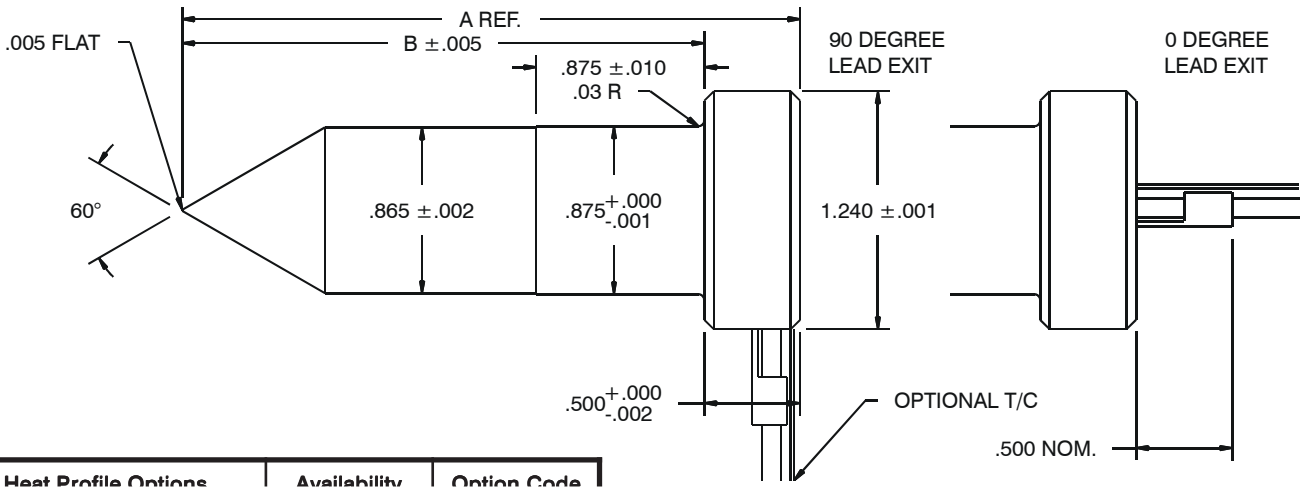 A REF.
.005 FLAT
B ±.005
90 DEGREE
LEAD EXIT
0 DEGREE
LEAD EXIT
.875 ±.010
.03 R
60°
.865 ±.002
.875+.000
-.001
1.240 ±.001
.500+.000
-.002
OPTIONAL T/C
.500 NOM.
Heat Profile Options Availability Option Code